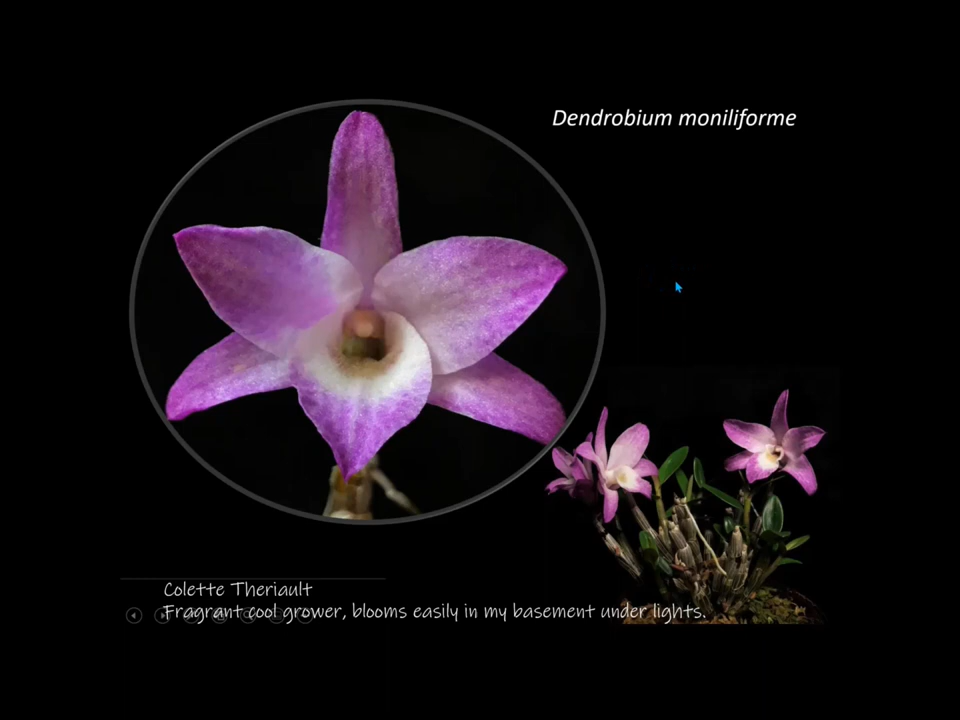 Dendrobium moniliforme
Colette Theriault
Fragrant cool grower, blooms easily in my basement under lights.